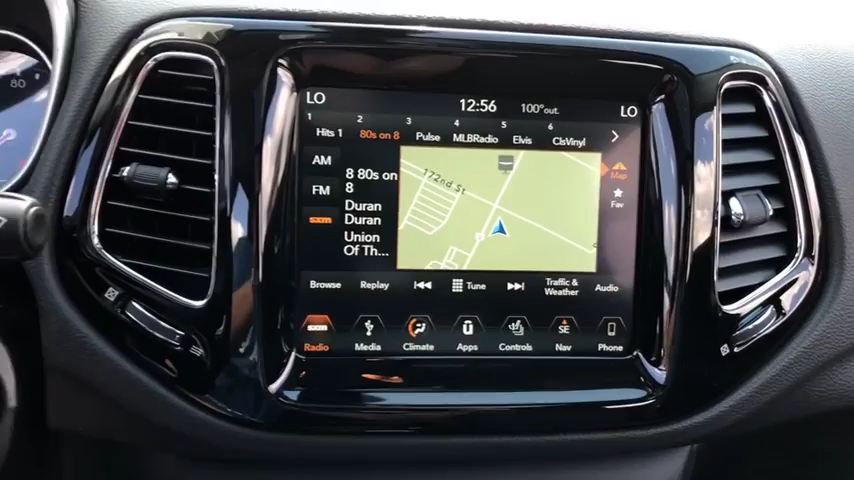 80
LO
12:56
100°out.
LO
1
2
3
4
5
6
Hits 1
80s on 8
Pulse
MLBRadio
Elvis
ClsVinyl
AM
FM
sxm
8 80s on
8
Duran
Duran
Union
Of Th...
172nd St
Map
Fav
Browse
Replay
Tune
Traffic &
Weather
Audio
sxm
SE
Radio
Media
Climate
Apps
Controls
Nav
Phone